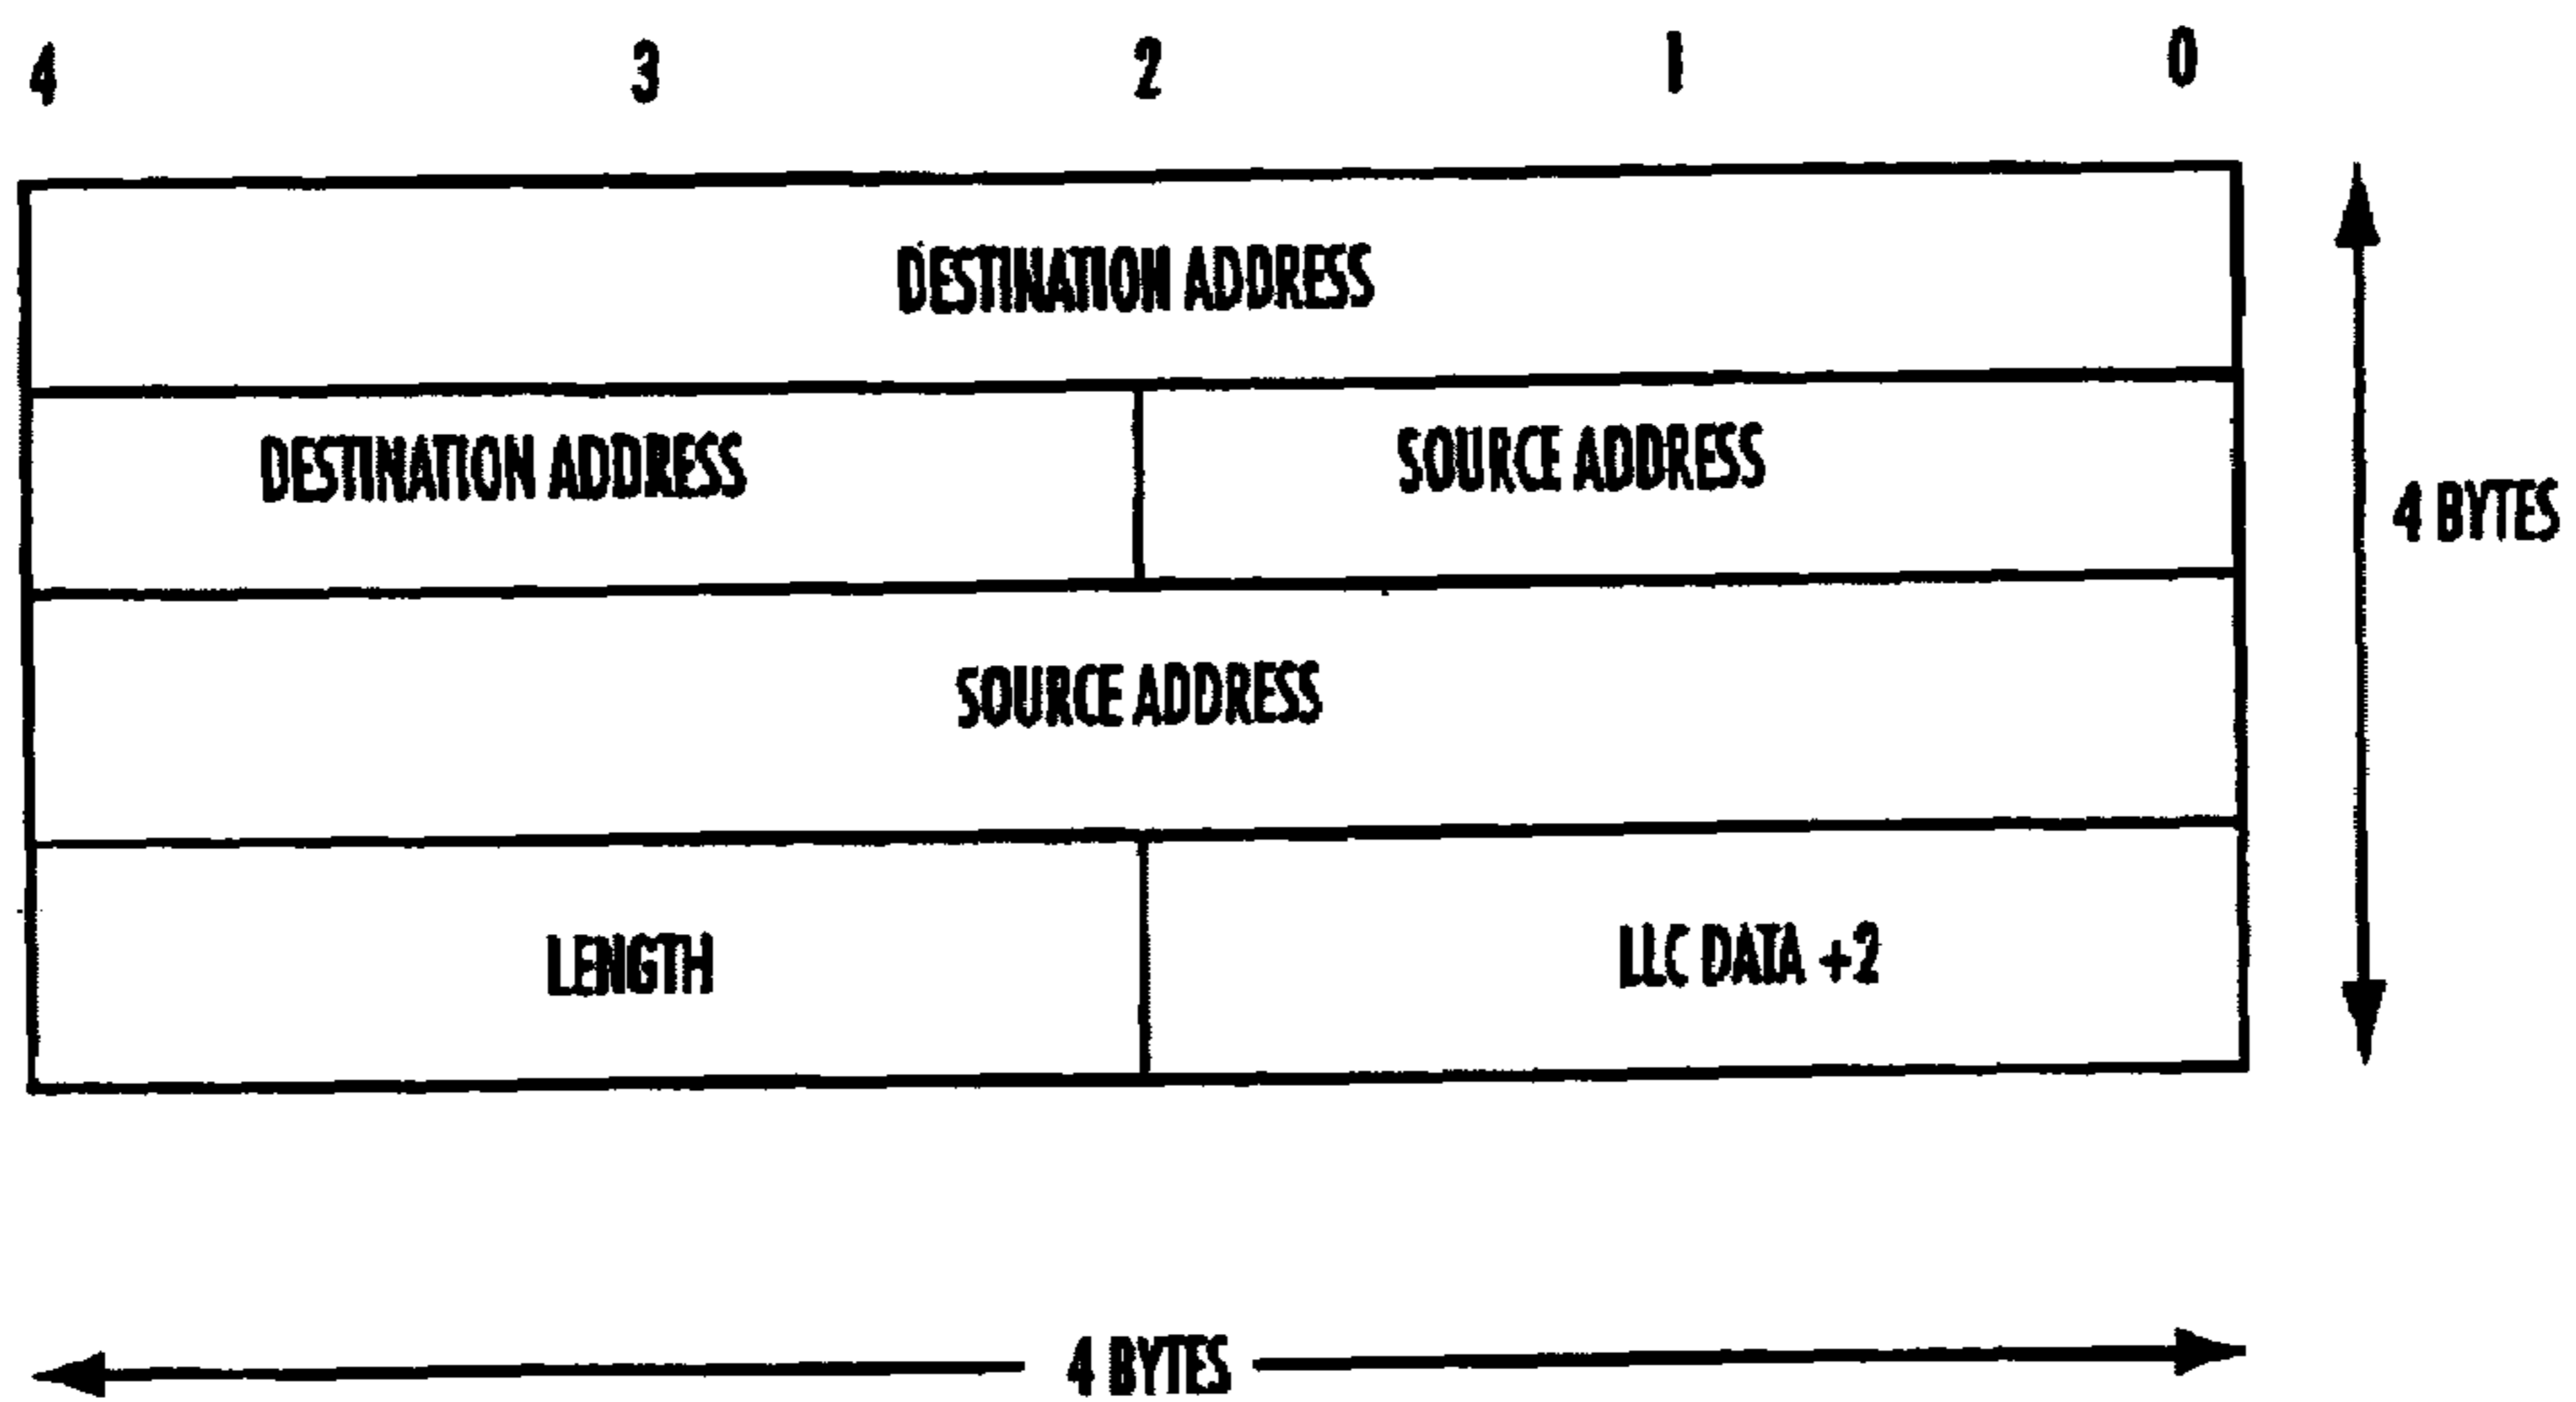 4 3 2 1 0
DESTINATION ADDRESS
DESTINATION ADDRESS SOURCE ADDRESS
4 BYTES
SOURCE ADDRESS
LENGTH LLC DATA +2
4 BYTES